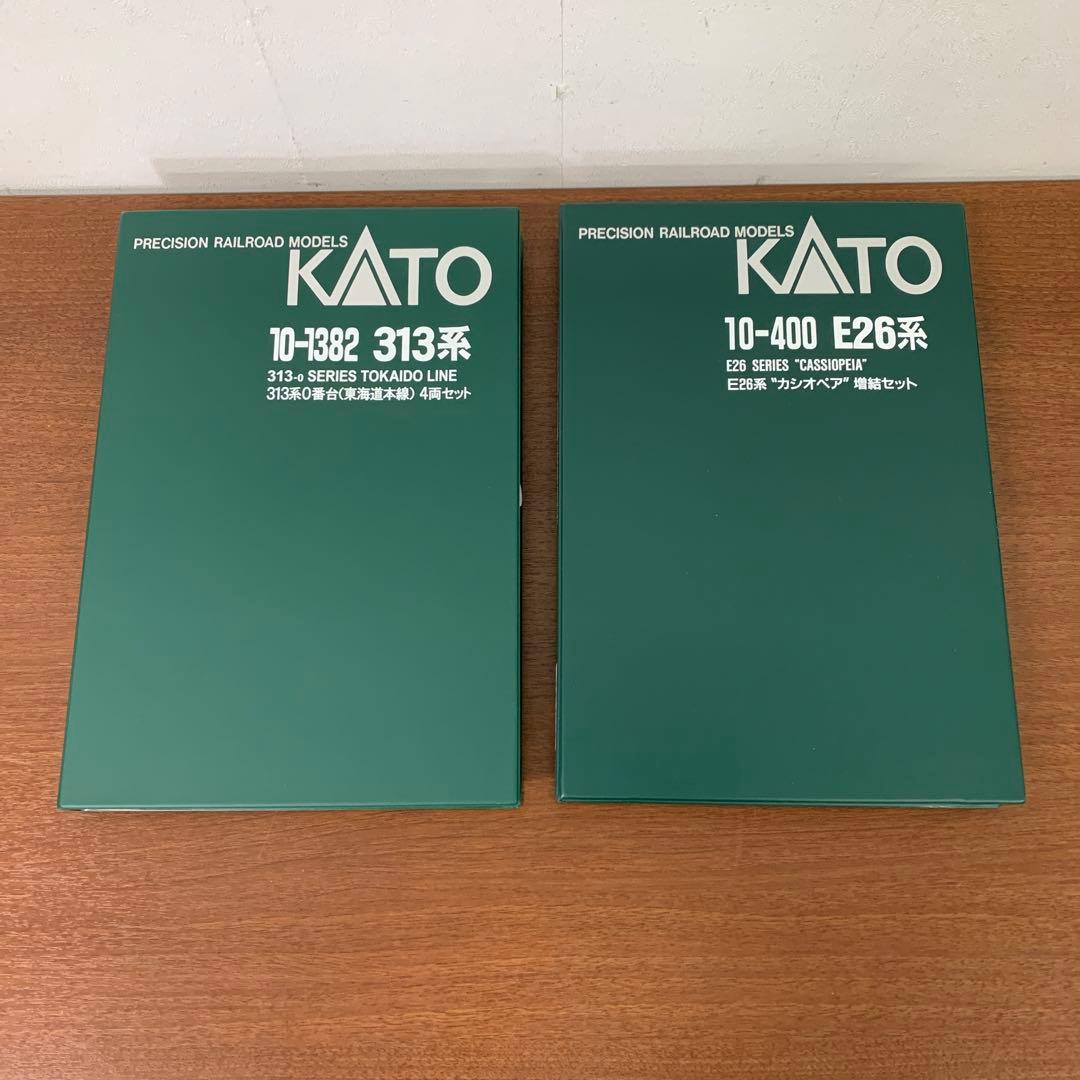 PRECISION RAILROAD MODELS
KATO
10-1382 313系
313-0 SERIES TOKAIDO LINE
313系0番台(東海道本線) 4両セット
PRECISION RAILROAD MODELS
KATO
10-400 E26系
E26 SERIES "CASSIOPEIA"
E26系 "カシオペア" 増結セット